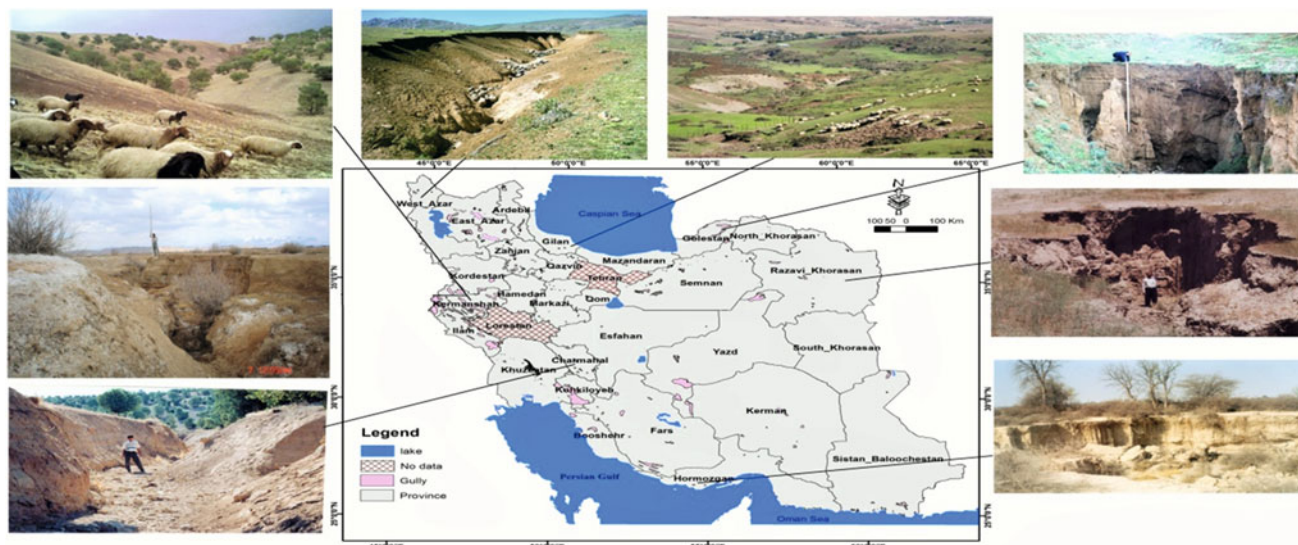 45°0'0"E 50°0'0"E 55°0'0"E 60°0'0"E 65°0'0"E
N
100 50 0 100 Km
West_Azar
Ardebil
East_Azar
Caspian Sea
Gilan
Zanjan
Golestan
North_Khorasan
Mazandaran
Qazvin
Tehran
Razavi_Khorasan
Kordestan
Semnan
Hamedan
Qom
Kermanshah
Markazi
Lorestan
Ilam
Esfahan
Yazd
South_Khorasan
Charmahal
Khuzestan
Kohkiloyeh
Kerman
Fars
Booshehr
Sistan_Baloochestan
Hormozgan
Persian Gulf
Oman Sea
Legend
lake
No data
Gully
Province